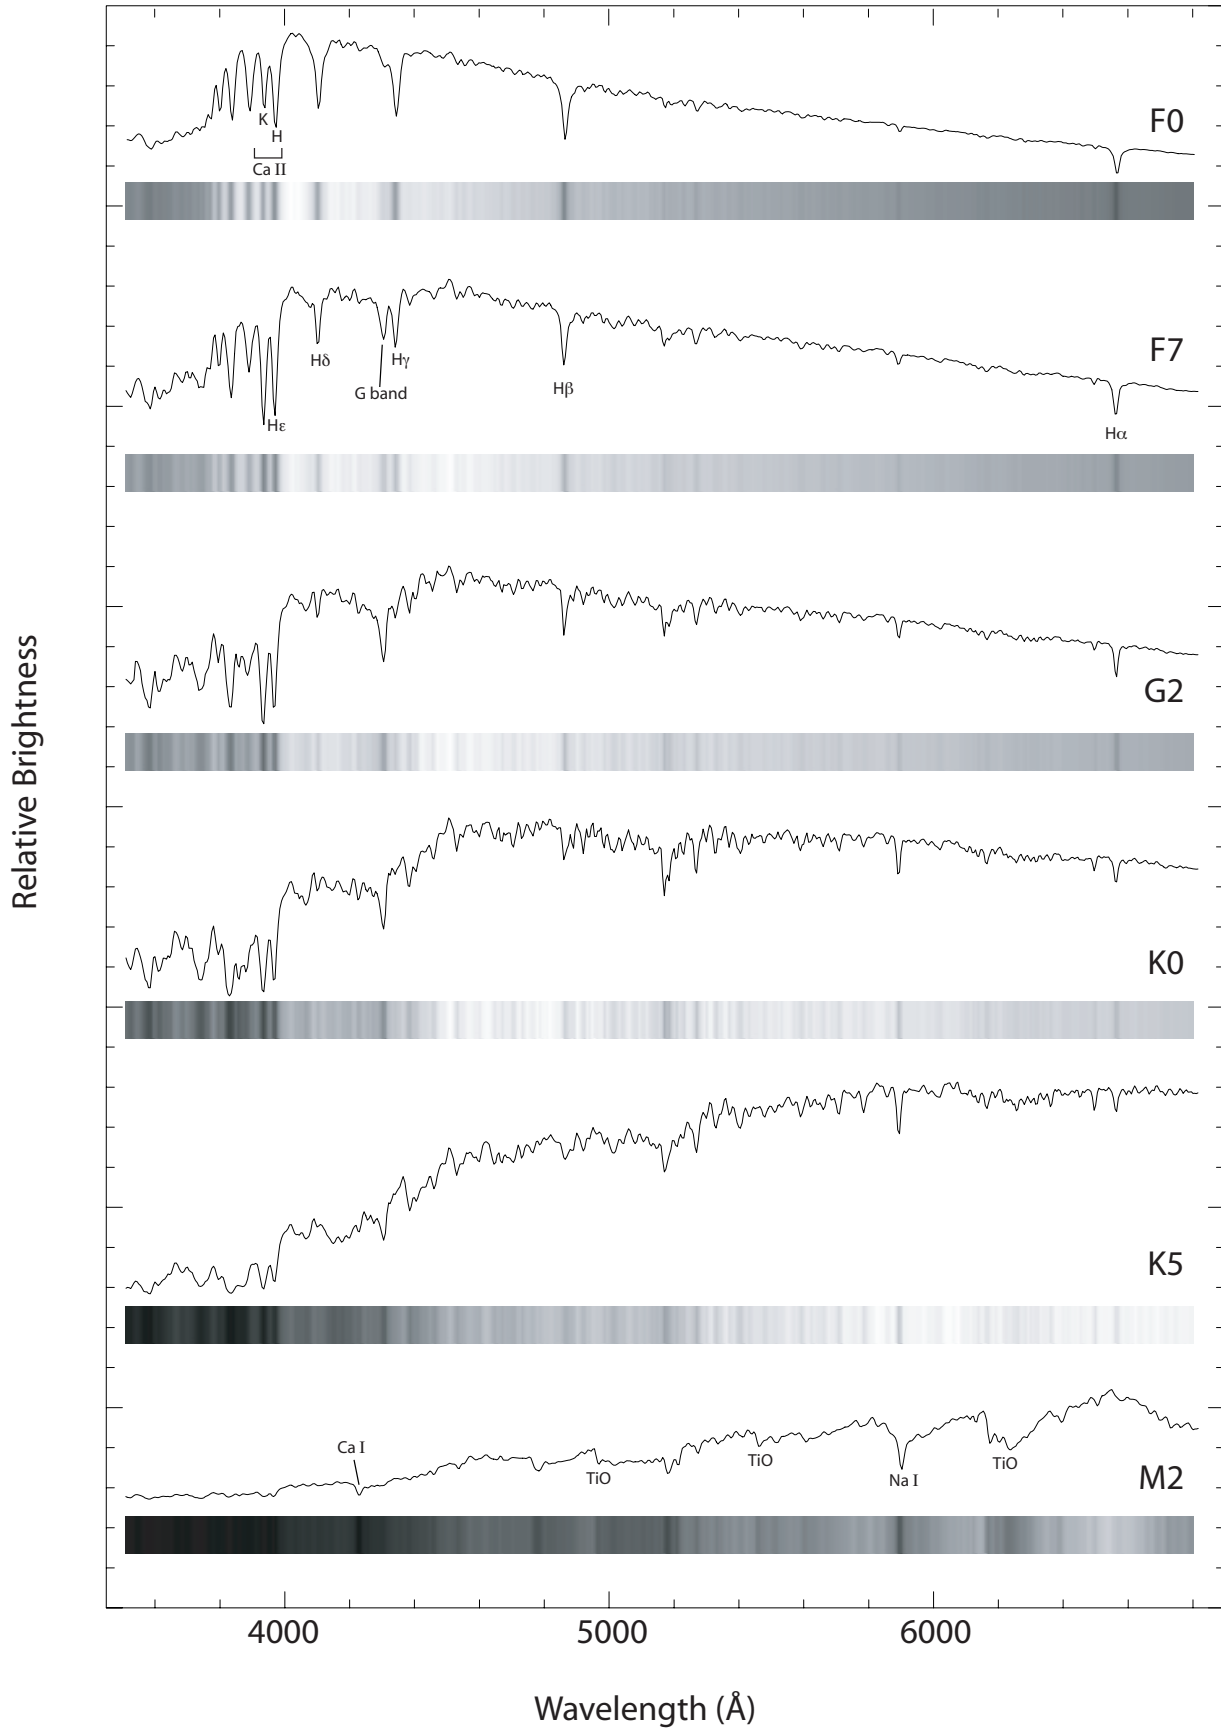 F0
K
H
Ca II
F7
Hδ
Hγ
G band
Hβ
Hε
Hα
G2
Relative Brightness
K0
K5
Ca I
TiO
TiO
Na I
TiO
M2
4000
5000
6000
Wavelength (Å)